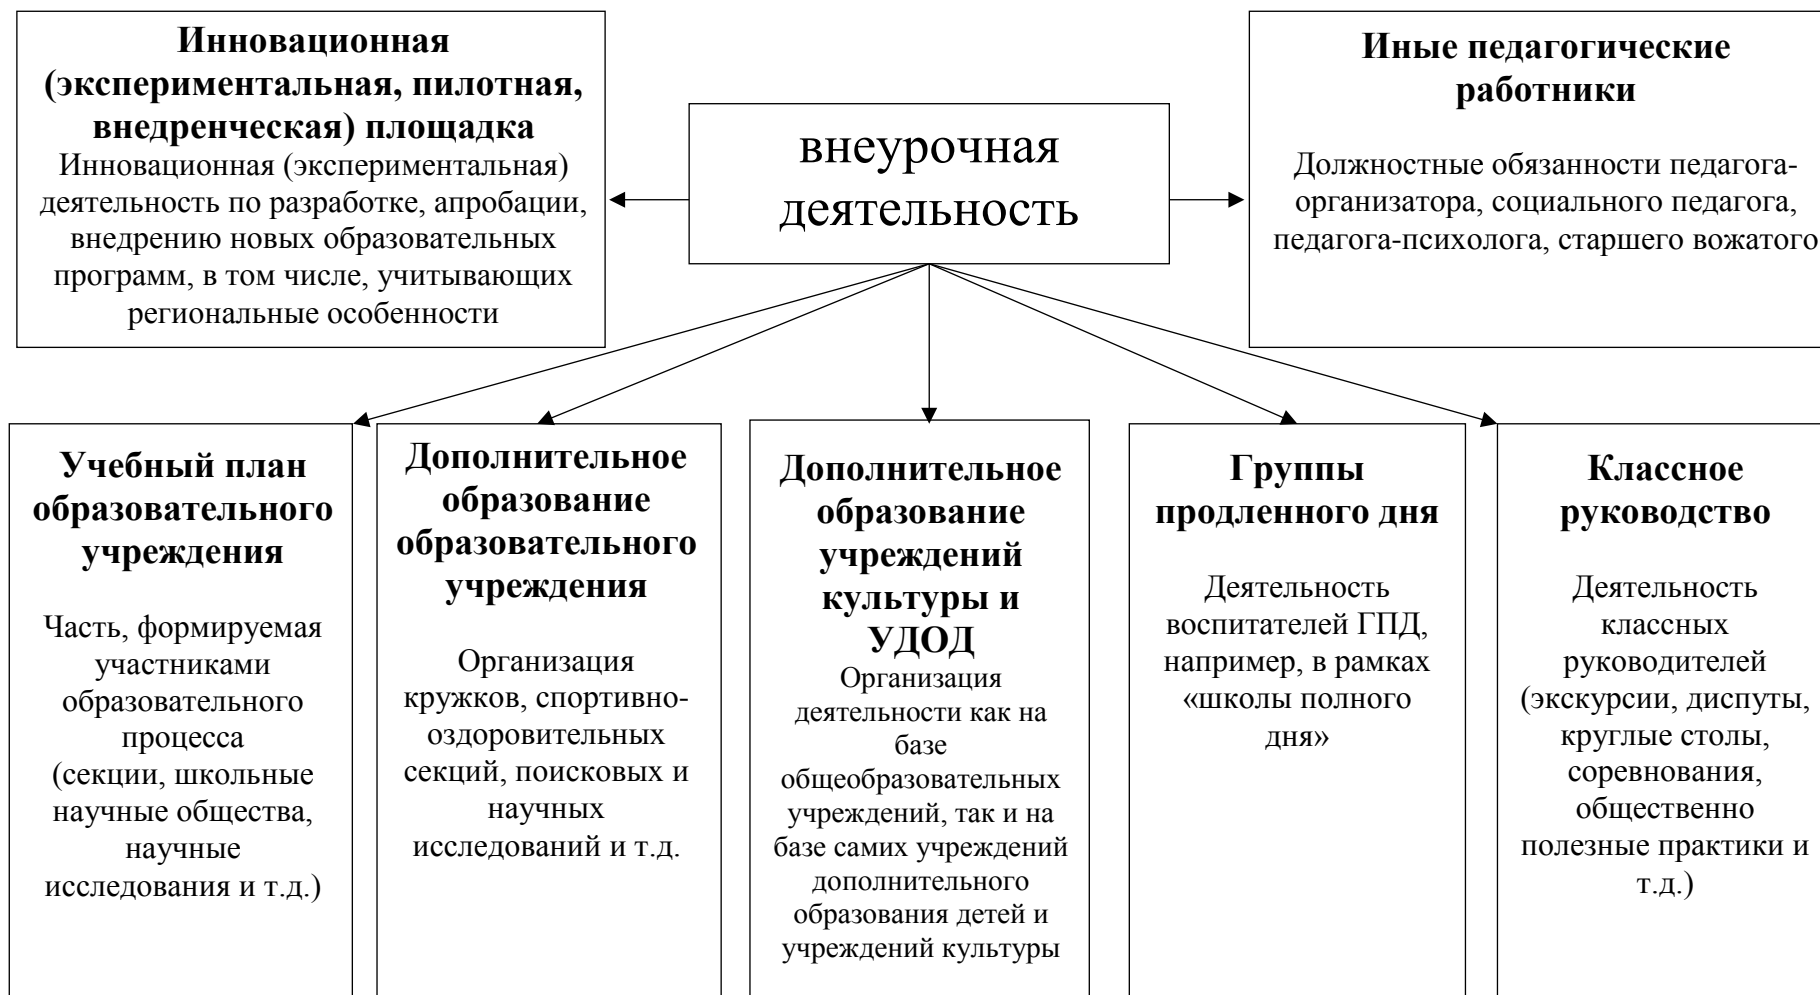 Инновационная
(экспериментальная, пилотная,
внедренческая) площадка
Инновационная (экспериментальная)
деятельность по разработке, апробации,
внедрению новых образовательных
программ, в том числе, учитывающих
региональные особенности
внеурочная
деятельность
Иные педагогические
работники
Должностные обязанности педагога-
организатора, социального педагога,
педагога-психолога, старшего вожатого
Учебный план
образовательного
учреждения
Часть, формируемая
участниками
образовательного
процесса
(секции, школьные
научные общества,
научные
исследования и т.д.)
Дополнительное
образование
образовательного
учреждения
Организация
кружков, спортивно-
оздоровительных
секций, поисковых и
научных
исследований и т.д.
Дополнительное
образование
учреждений
культуры и
УДОД
Организация
деятельности как на
базе
общеобразовательных
учреждений, так и на
базе самих учреждений
дополнительного
образования детей и
учреждений культуры
Группы
продленного дня
Деятельность
воспитателей ГПД,
например, в рамках
«школы полного
дня»
Классное
руководство
Деятельность
классных
руководителей
(экскурсии, диспуты,
круглые столы,
соревнования,
общественно
полезные практики и
т.д.)